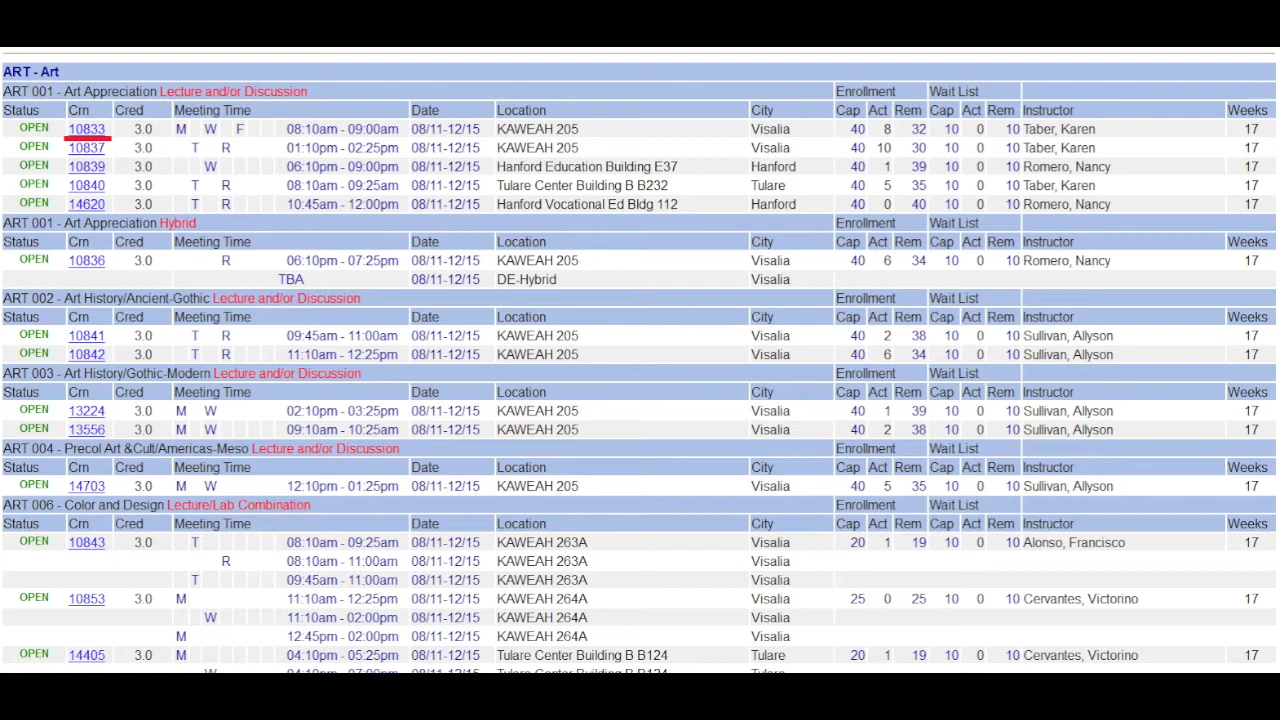 ART - Art
ART 001 - Art Appreciation Lecture and/or Discussion Enrollment Wait List
Status Crn Cred Meeting Time Date Location City Cap Act Rem Cap Act Rem Instructor Weeks
OPEN 10833 3.0 M W F 08:10am - 09:00am 08/11-12/15 KAWEAH 205 Visalia 40 8 32 10 0 10 Taber, Karen 17
OPEN 10837 3.0 T R 01:10pm - 02:25pm 08/11-12/15 KAWEAH 205 Visalia 40 10 30 10 0 10 Taber, Karen 17
OPEN 10839 3.0 W 06:10pm - 09:00pm 08/11-12/15 Hanford Education Building E37 Hanford 40 1 39 10 0 10 Romero, Nancy 17
OPEN 10840 3.0 T R 08:10am - 09:25am 08/11-12/15 Tulare Center Building B B232 Tulare 40 5 35 10 0 10 Taber, Karen 17
OPEN 14620 3.0 T R 10:45am - 12:00pm 08/11-12/15 Hanford Vocational Ed Bldg 112 Hanford 40 0 40 10 0 10 Romero, Nancy 17
ART 001 - Art Appreciation Hybrid Enrollment Wait List
Status Crn Cred Meeting Time Date Location City Cap Act Rem Cap Act Rem Instructor Weeks
OPEN 10836 3.0 R 06:10pm - 07:25pm 08/11-12/15 KAWEAH 205 Visalia 40 6 34 10 0 10 Romero, Nancy 17
TBA 08/11-12/15 DE-Hybrid Visalia
ART 002 - Art History/Ancient-Gothic Lecture and/or Discussion Enrollment Wait List
Status Crn Cred Meeting Time Date Location City Cap Act Rem Cap Act Rem Instructor Weeks
OPEN 10841 3.0 T R 09:45am - 11:00am 08/11-12/15 KAWEAH 205 Visalia 40 2 38 10 0 10 Sullivan, Allyson 17
OPEN 10842 3.0 T R 11:10am - 12:25pm 08/11-12/15 KAWEAH 205 Visalia 40 6 34 10 0 10 Sullivan, Allyson 17
ART 003 - Art History/Gothic-Modern Lecture and/or Discussion Enrollment Wait List
Status Crn Cred Meeting Time Date Location City Cap Act Rem Cap Act Rem Instructor Weeks
OPEN 13224 3.0 M W 02:10pm - 03:25pm 08/11-12/15 KAWEAH 205 Visalia 40 1 39 10 0 10 Sullivan, Allyson 17
OPEN 13556 3.0 M W 09:10am - 10:25am 08/11-12/15 KAWEAH 205 Visalia 40 2 38 10 0 10 Sullivan, Allyson 17
ART 004 - Precol Art &Cult/Americas-Meso Lecture and/or Discussion Enrollment Wait List
Status Crn Cred Meeting Time Date Location City Cap Act Rem Cap Act Rem Instructor Weeks
OPEN 14703 3.0 M W 12:10pm - 01:25pm 08/11-12/15 KAWEAH 205 Visalia 40 5 35 10 0 10 Sullivan, Allyson 17
ART 006 - Color and Design Lecture/Lab Combination Enrollment Wait List
Status Crn Cred Meeting Time Date Location City Cap Act Rem Cap Act Rem Instructor Weeks
OPEN 10843 3.0 T 08:10am - 09:25am 08/11-12/15 KAWEAH 263A Visalia 20 1 19 10 0 10 Alonso, Francisco 17
R 08:10am - 11:00am 08/11-12/15 KAWEAH 263A Visalia
T 09:45am - 11:00am 08/11-12/15 KAWEAH 263A Visalia
OPEN 10853 3.0 M 11:10am - 12:25pm 08/11-12/15 KAWEAH 264A Visalia 25 0 25 10 0 10 Cervantes, Victorino 17
W 11:10am - 02:00pm 08/11-12/15 KAWEAH 264A Visalia
M 12:45pm - 02:00pm 08/11-12/15 KAWEAH 264A Visalia
OPEN 14405 3.0 M 04:10pm - 05:25pm 08/11-12/15 Tulare Center Building B B124 Tulare 20 1 19 10 0 10 Cervantes, Victorino 17